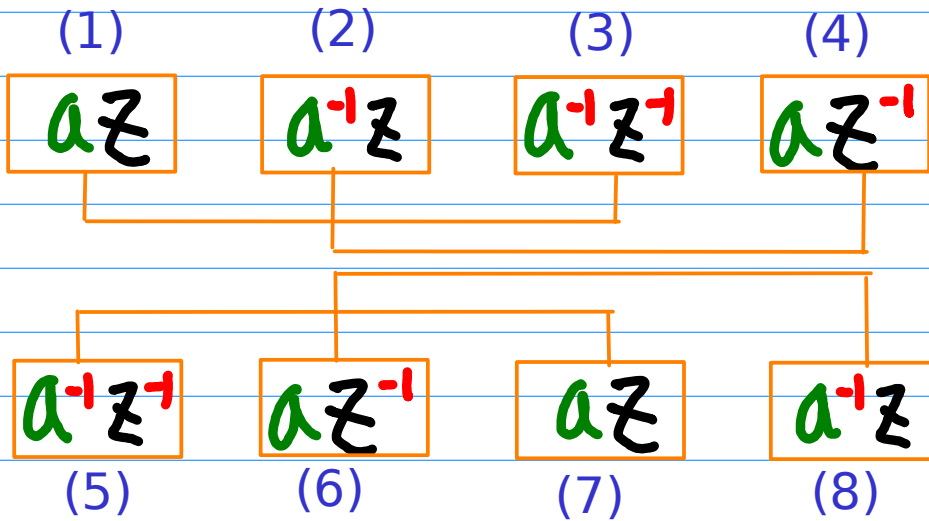 (1) (2) (3) (4)
az a⁻¹z a⁻¹z⁻¹ az⁻¹
a⁻¹z⁻¹ az⁻¹ az a⁻¹z
(5) (6) (7) (8)